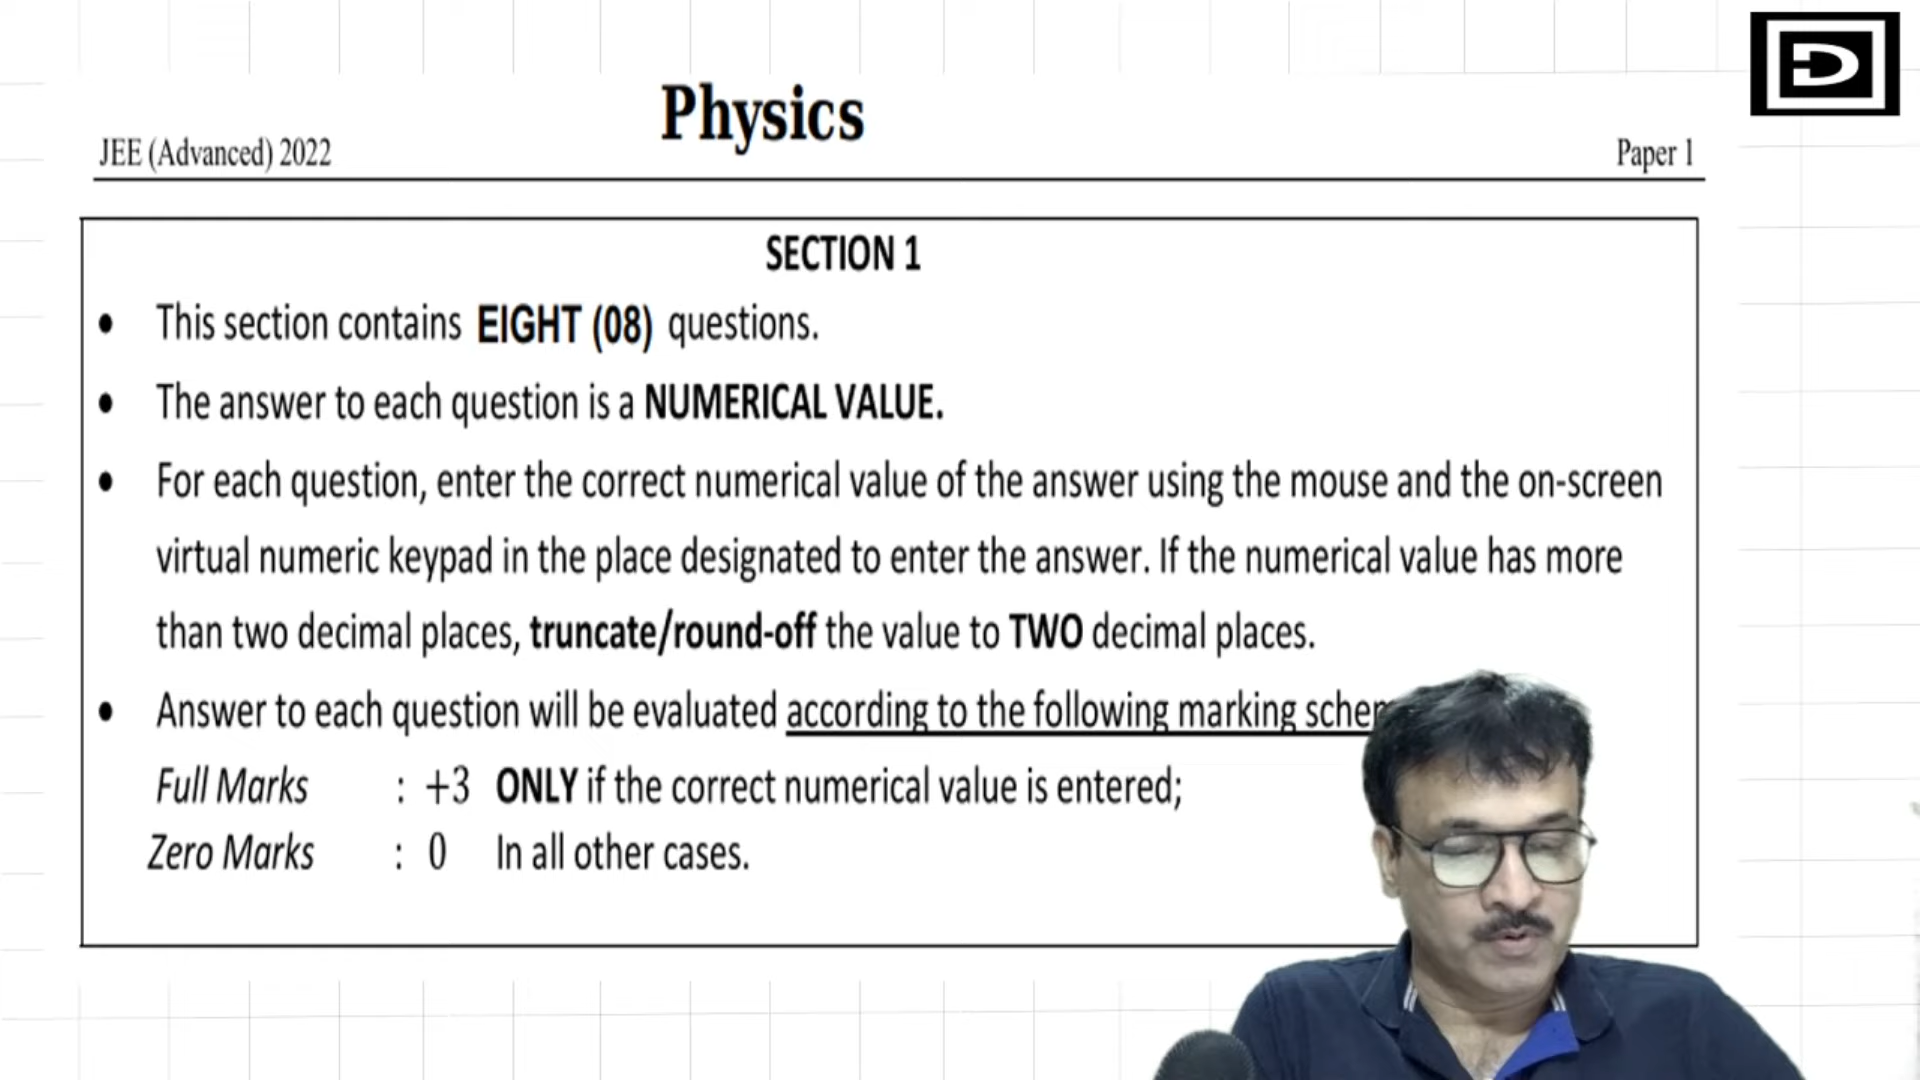 Physics
JEE (Advanced) 2022 Paper 1
SECTION 1
• This section contains EIGHT (08) questions.
• The answer to each question is a NUMERICAL VALUE.
• For each question, enter the correct numerical value of the answer using the mouse and the on-screen
virtual numeric keypad in the place designated to enter the answer. If the numerical value has more
than two decimal places, truncate/round-off the value to TWO decimal places.
• Answer to each question will be evaluated according to the following marking
Full Marks : +3 ONLY if the correct numerical value is entered;
Zero Marks : 0 In all other cases.